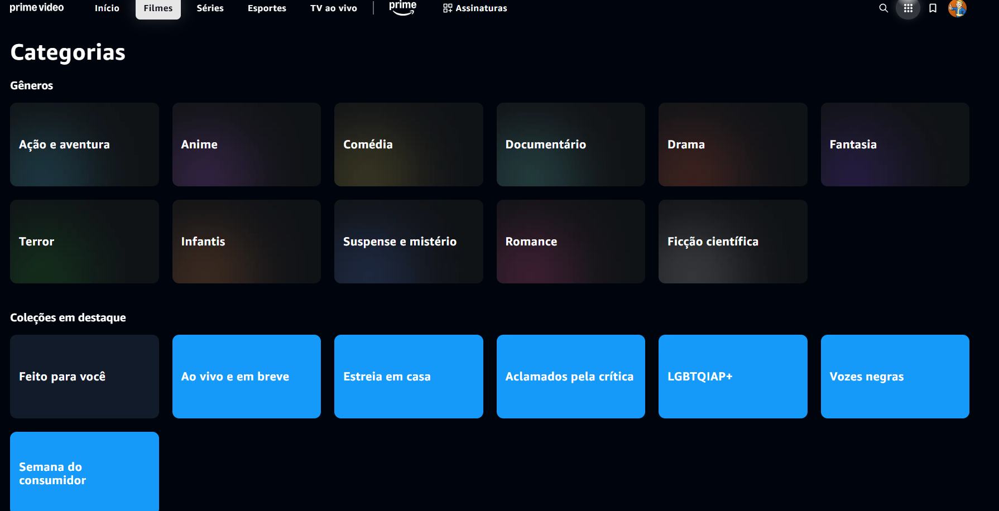 prime video Início Filmes Séries Esportes TV ao vivo prime Assinaturas
Categorias
Gêneros
Ação e aventura
Anime
Comédia
Documentário
Drama
Fantasia
Terror
Infantis
Suspense e mistério
Romance
Ficção científica
Coleções em destaque
Feito para você
Ao vivo e em breve
Estreia em casa
Aclamados pela crítica
LGBTQIAP+
Vozes negras
Semana do
consumidor